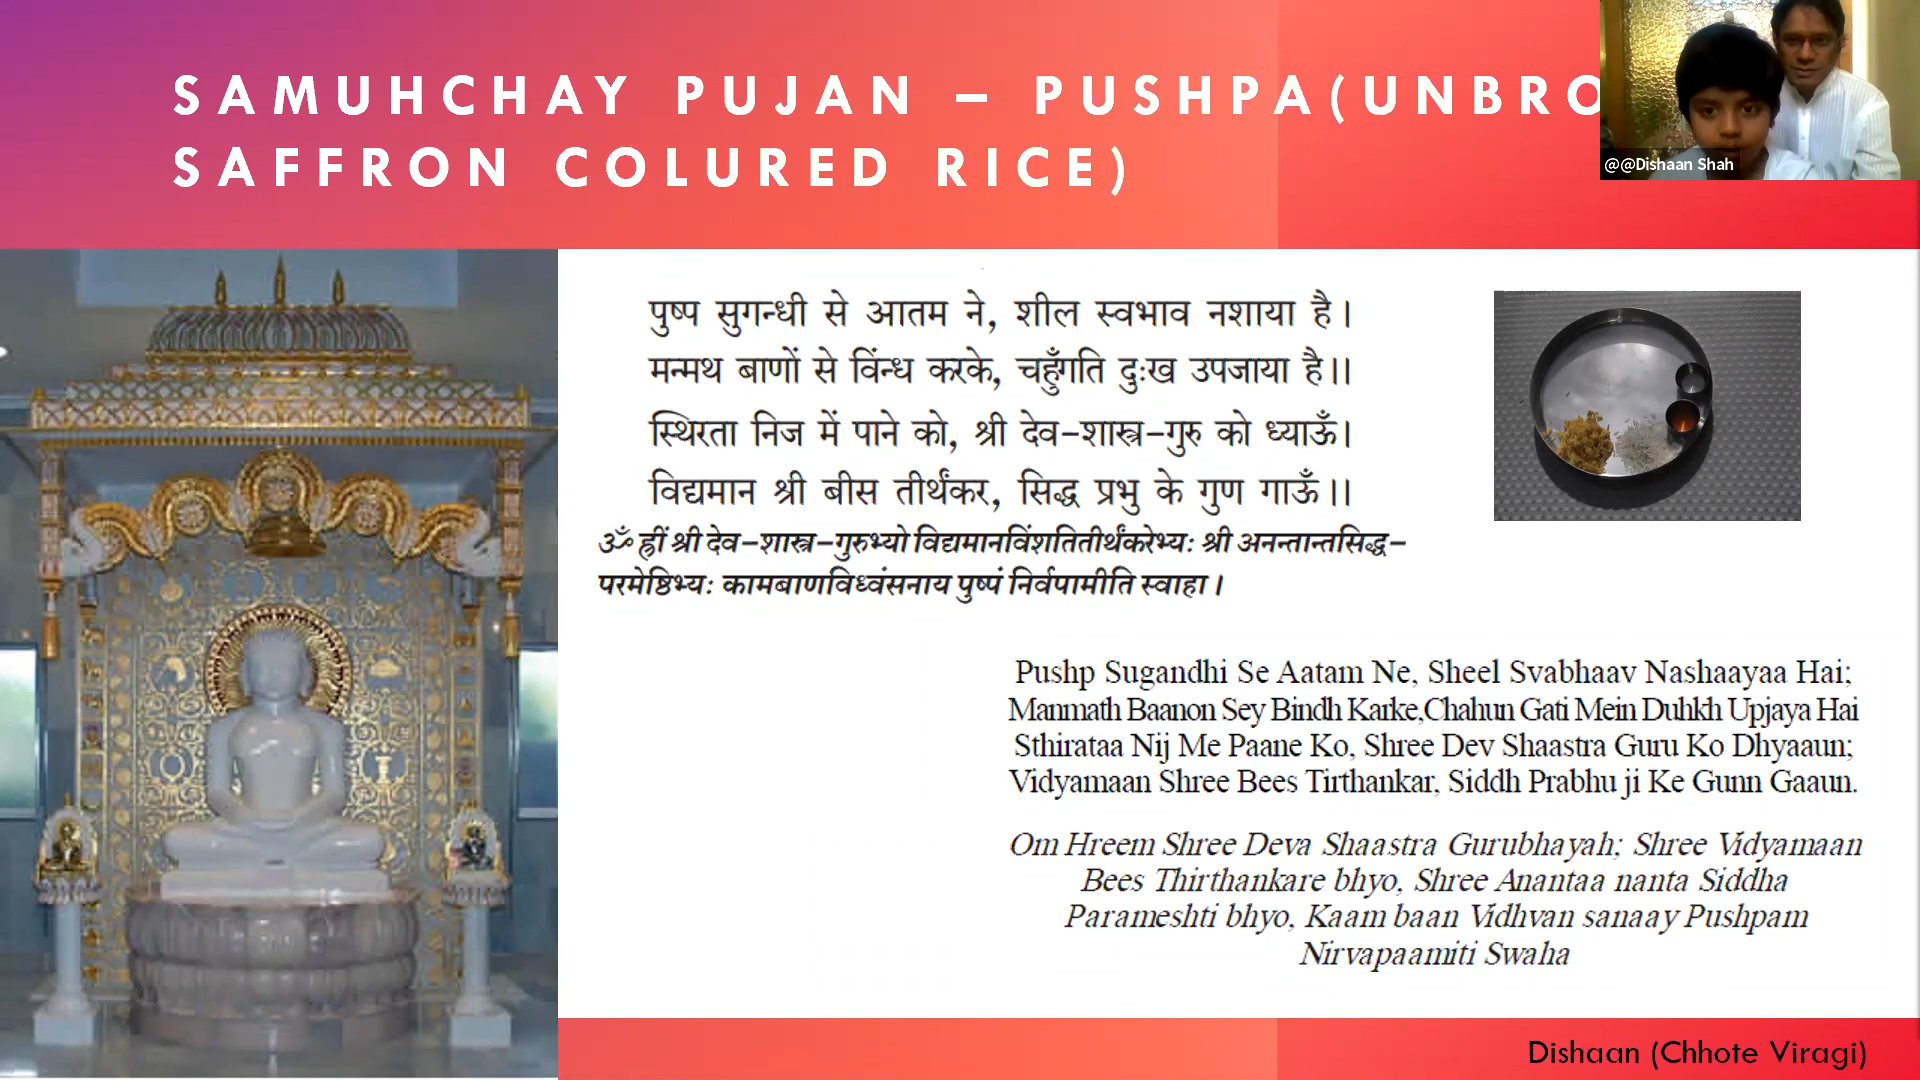 SAMUHCHAY PUJAN – PUSHPA(UNBRO
SAFFRON COLURED RICE)
@@Dishaan Shah
पुष्प सुगन्धी से आतम ने, शील स्वभाव नशाया है।
मन्मथ बाणों से विंन्ध करके, चहुँगति दुःख उपजाया है।।
स्थिरता निज में पाने को, श्री देव-शास्त्र-गुरु को ध्याऊँ।
विद्यमान श्री बीस तीर्थंकर, सिद्ध प्रभु के गुण गाऊँ।।
ॐ ह्रीं श्री देव-शास्त्र-गुरुभ्यो विद्यमानविंशतितीर्थंकरेभ्यः श्री अनन्तान्तसिद्ध-
परमेष्ठिभ्यः कामबाणविध्वंसनाय पुष्पं निर्वपामीति स्वाहा।
Pushp Sugandhi Se Aatam Ne, Sheel Svabhaav Nashaayaa Hai;
Manmath Baanon Sey Bindh Karke,Chahun Gati Mein Duhkh Upjaya Hai
Sthirataa Nij Me Paane Ko, Shree Dev Shaastra Guru Ko Dhyaaun;
Vidyamaan Shree Bees Tirthankar, Siddh Prabhu ji Ke Gunn Gaaun.
Om Hreem Shree Deva Shaastra Gurubhayah; Shree Vidyamaan
Bees Thirthankare bhyo, Shree Anantaa nanta Siddha
Parameshti bhyo, Kaam baan Vidhvan sanaay Pushpam
Nirvapaamiti Swaha
Dishaan (Chhote Viragi)